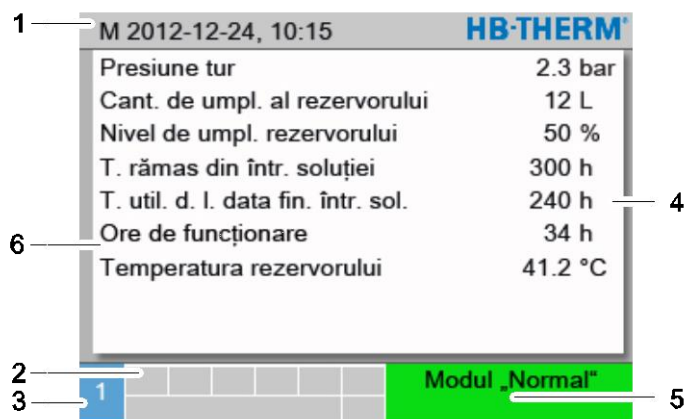 1 M 2012-12-24, 10:15 HB-THERM®
Presiune tur 2.3 bar
Cant. de umpl. al rezervorului 12 L
Nivel de umpl. rezervorului 50 %
T. rămas din într. soluției 300 h
T. util. d. l. data fin. într. sol. 240 h 4
6 Ore de funcționare 34 h
Temperatura rezervorului 41.2 °C
2 Modul „Normal“
3 1 5